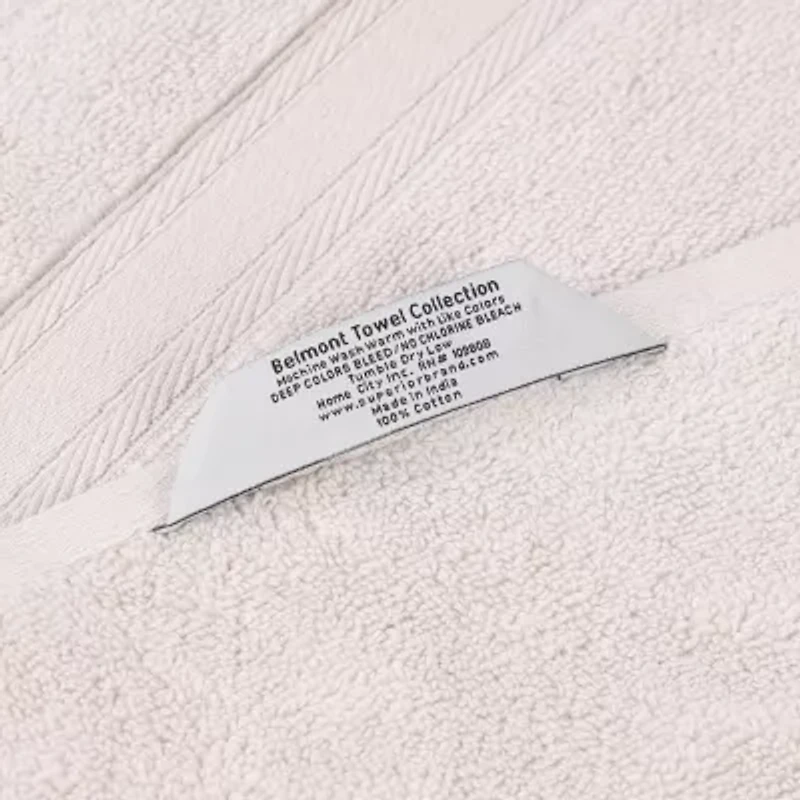 Belmont Towel Collection
Machine Wash Warm with Like Colors
DEEP COLORS BLEED/NO CHLORINE BLEACH
Tumble Dry Low
Home City Inc. RN# 109808
www.superiorbrand.com
Made in India
100% Cotton